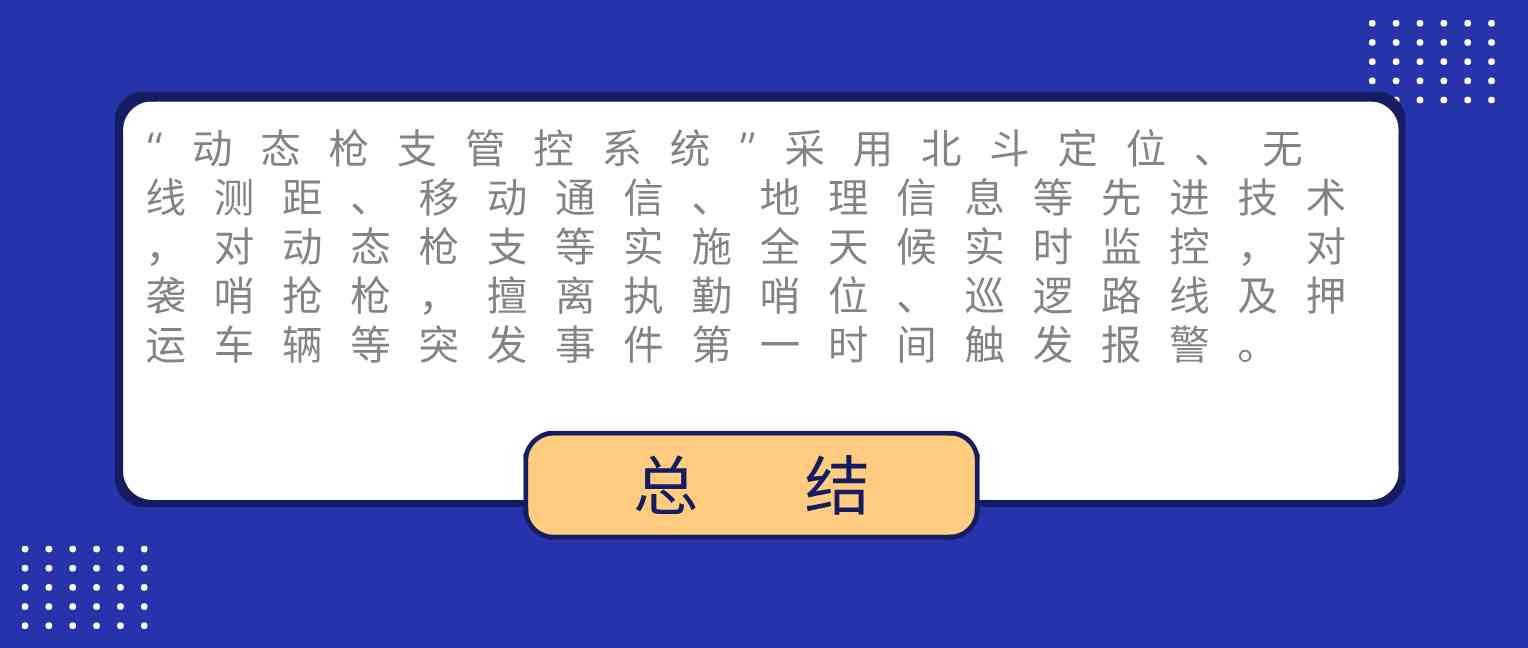 “动态枪支管控系统”采用北斗定位、无
线测距、移动通信、地理信息等先进技术
，对动态枪支等实施全天候实时监控，对
袭哨抢枪，擅离执勤哨位、巡逻路线及押
运车辆等突发事件第一时间触发报警。
总结